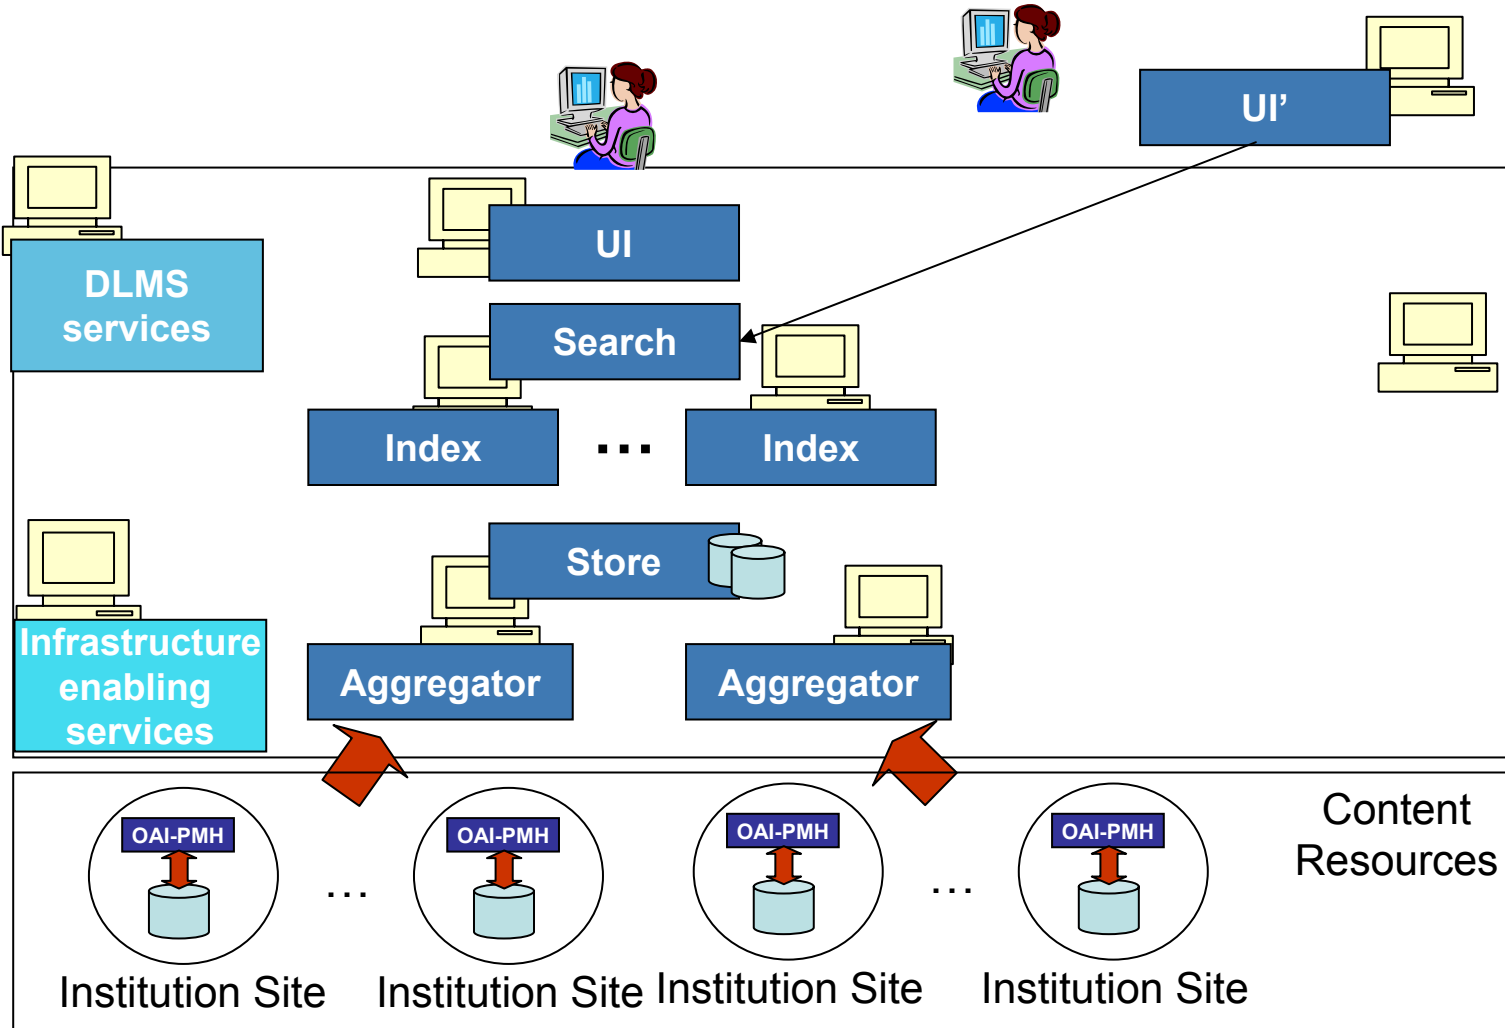 UI’
UI
DLMS
services
Search
Index
...
Index
Store
Infrastructure
enabling
services
Aggregator
Aggregator
Content
Resources
OAI-PMH
OAI-PMH
OAI-PMH
OAI-PMH
...
...
Institution Site
Institution Site
Institution Site
Institution Site